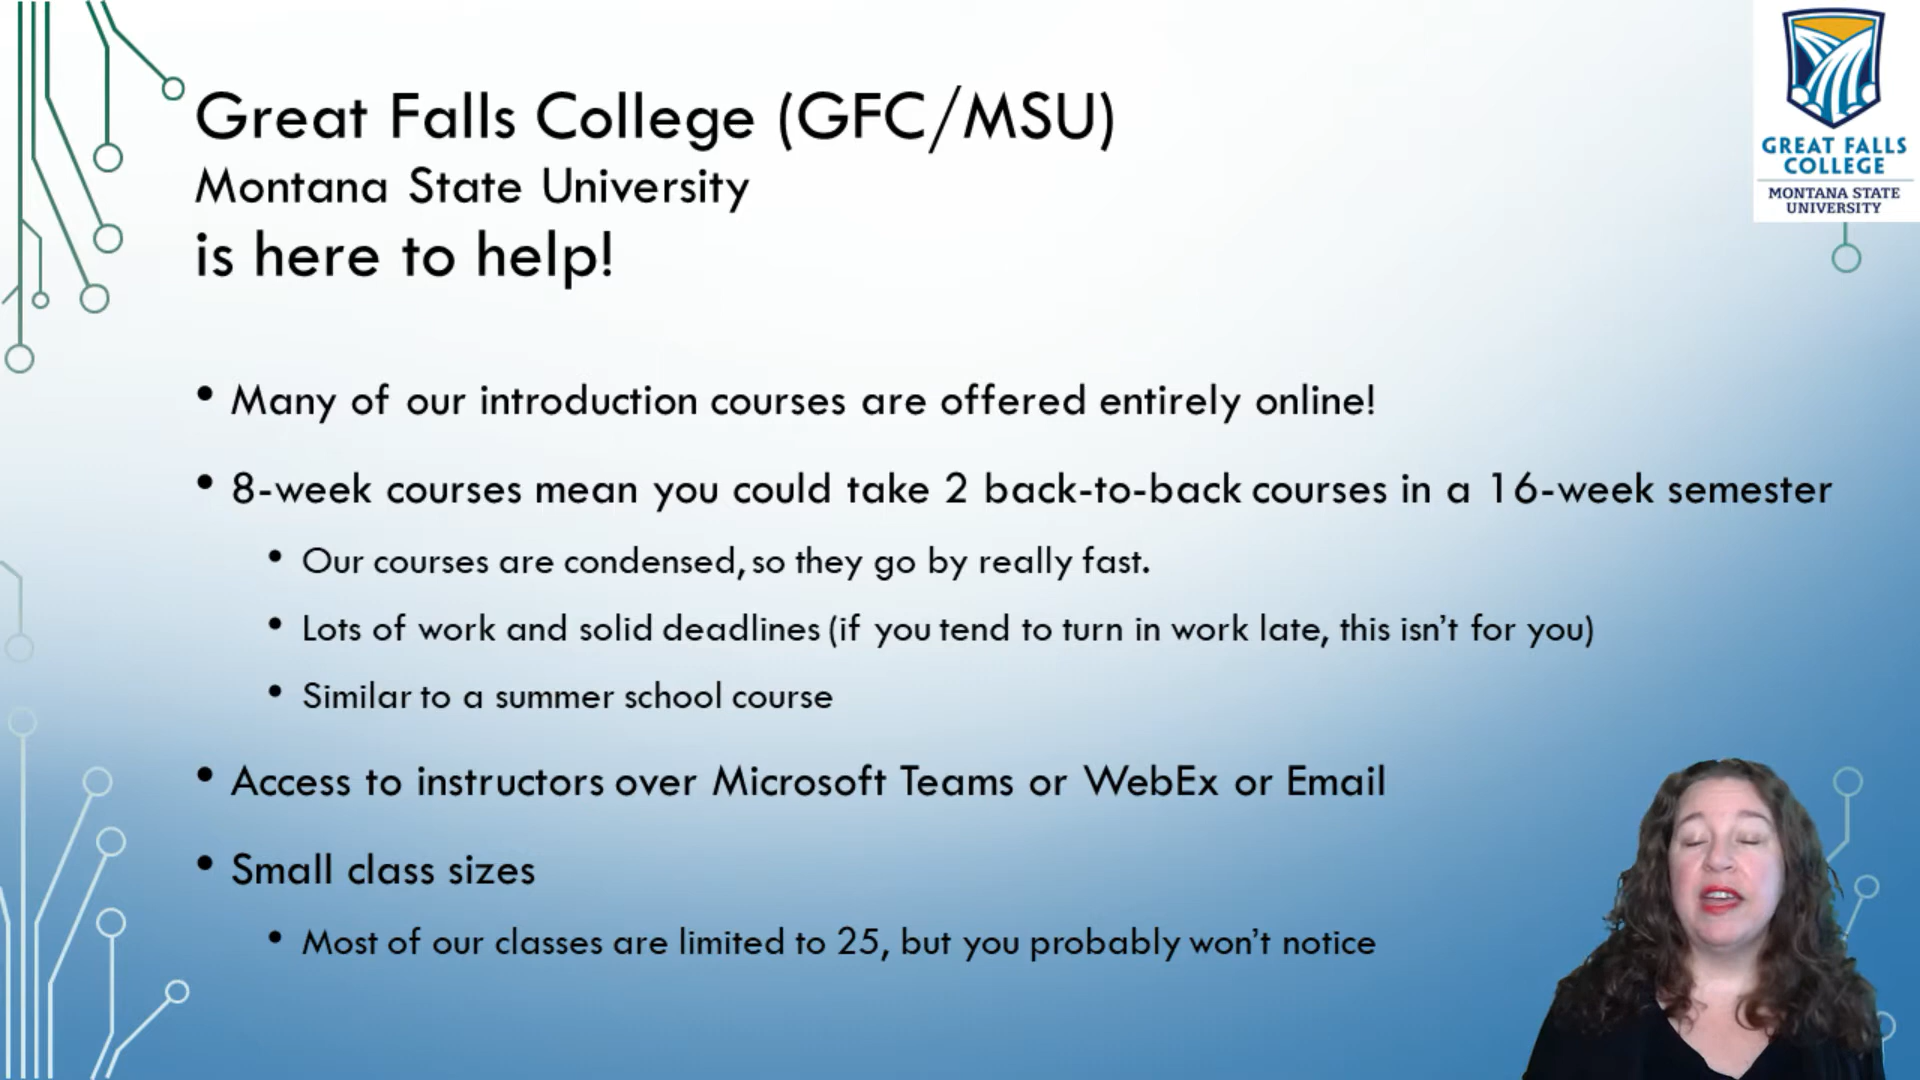 Great Falls College (GFC/MSU)
Montana State University
is here to help!
GREAT FALLS
COLLEGE
MONTANA STATE
UNIVERSITY
• Many of our introduction courses are offered entirely online!
• 8-week courses mean you could take 2 back-to-back courses in a 16-week semester
• Our courses are condensed, so they go by really fast.
• Lots of work and solid deadlines (if you tend to turn in work late, this isn't for you)
• Similar to a summer school course
• Access to instructors over Microsoft Teams or WebEx or Email
• Small class sizes
• Most of our classes are limited to 25, but you probably won't notice